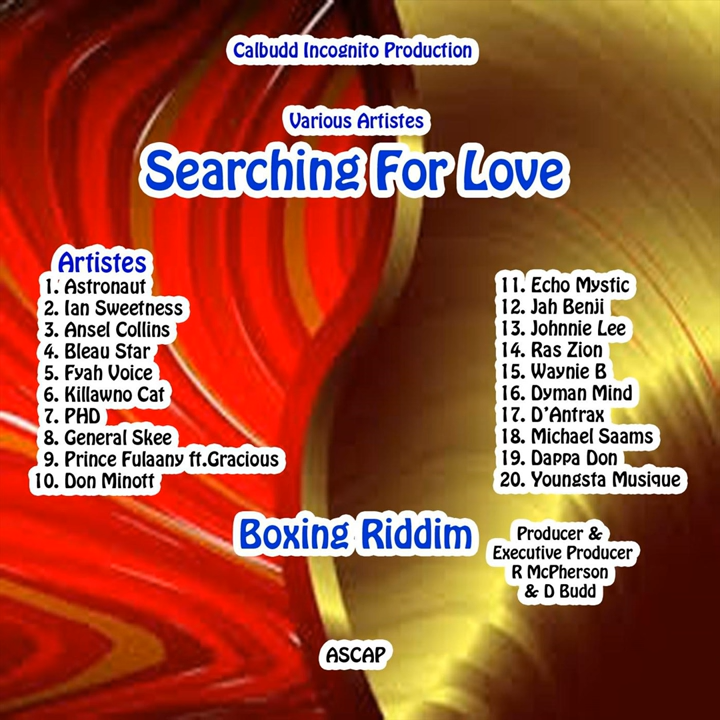 Calbudd Incognito Production
Various Artistes
Searching For Love
Artistes
1. Astronaut
2. Ian Sweetness
3. Ansel Collins
4. Bleau Star
5. Fyah Voice
6. Killawno Cat
7. PHD
8. General Skee
9. Prince Fulaany ft.Gracious
10. Don Minott
11. Echo Mystic
12. Jah Benji
13. Johnnie Lee
14. Ras Zion
15. Waynie B
16. Dyman Mind
17. D'Antrax
18. Michael Saams
19. Dappa Don
20. Youngsta Musique
Boxing Riddim
Producer &
Executive Producer
R McPherson
& D Budd
ASCAP